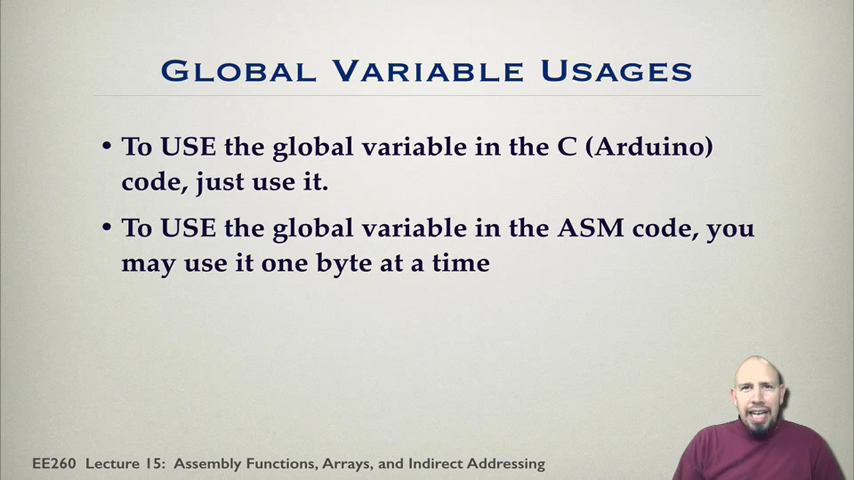 Global Variable Usages
• To USE the global variable in the C (Arduino)
code, just use it.
• To USE the global variable in the ASM code, you
may use it one byte at a time
EE260 Lecture 15: Assembly Functions, Arrays, and Indirect Addressing